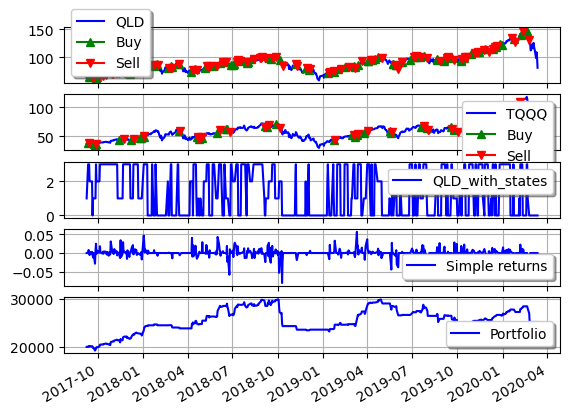 QLD
Buy
Sell
150
100
TQQQ
Buy
Sell
100
50
QLD_with_states
2
0
0.05
0.00
−0.05
Simple returns
30000
20000
Portfolio
2017-10 2018-01 2018-04 2018-07 2018-10 2019-01 2019-04 2019-07 2019-10 2020-01 2020-04